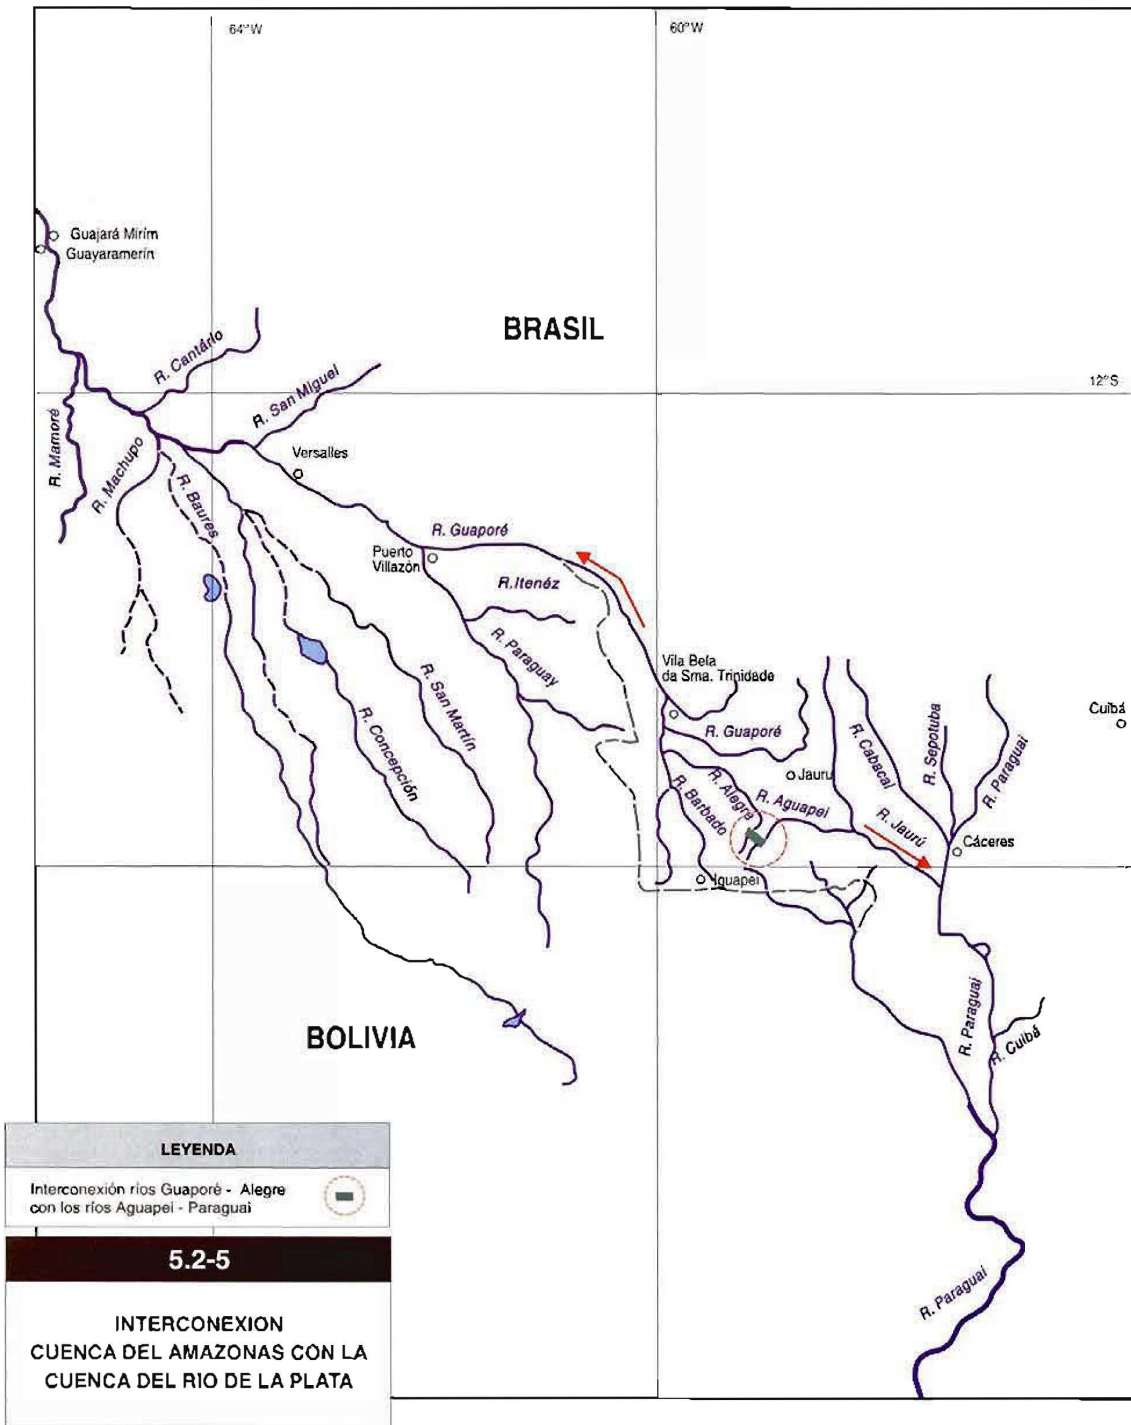 64°W
60°W
Guajará Mirím
Guayaramerín
BRASIL
R. Cantário
12°S
R. San Miguel
R. Mamoré
R. Machupo
Versalles
R. Baures
R. Guaporé
Puerto
Villazón
R.Itenéz
R. Paraguay
Vila Bela
da Sma. Trinidade
Cuibá
R. San Martín
R. Concepción
R. Guaporé
R. Cabacal
R. Sepotuba
R. Paraguai
Jauru
R. Alegre
R. Barbado
R. Aguapei
R. Jaurú
Cáceres
Iguapei
R. Paraguai
R. Cuibá
BOLIVIA
R. Paraguai
LEYENDA
Interconexión ríos Guaporé - Alegre
con los ríos Aguapei - Paraguai
5.2-5
INTERCONEXION
CUENCA DEL AMAZONAS CON LA
CUENCA DEL RIO DE LA PLATA